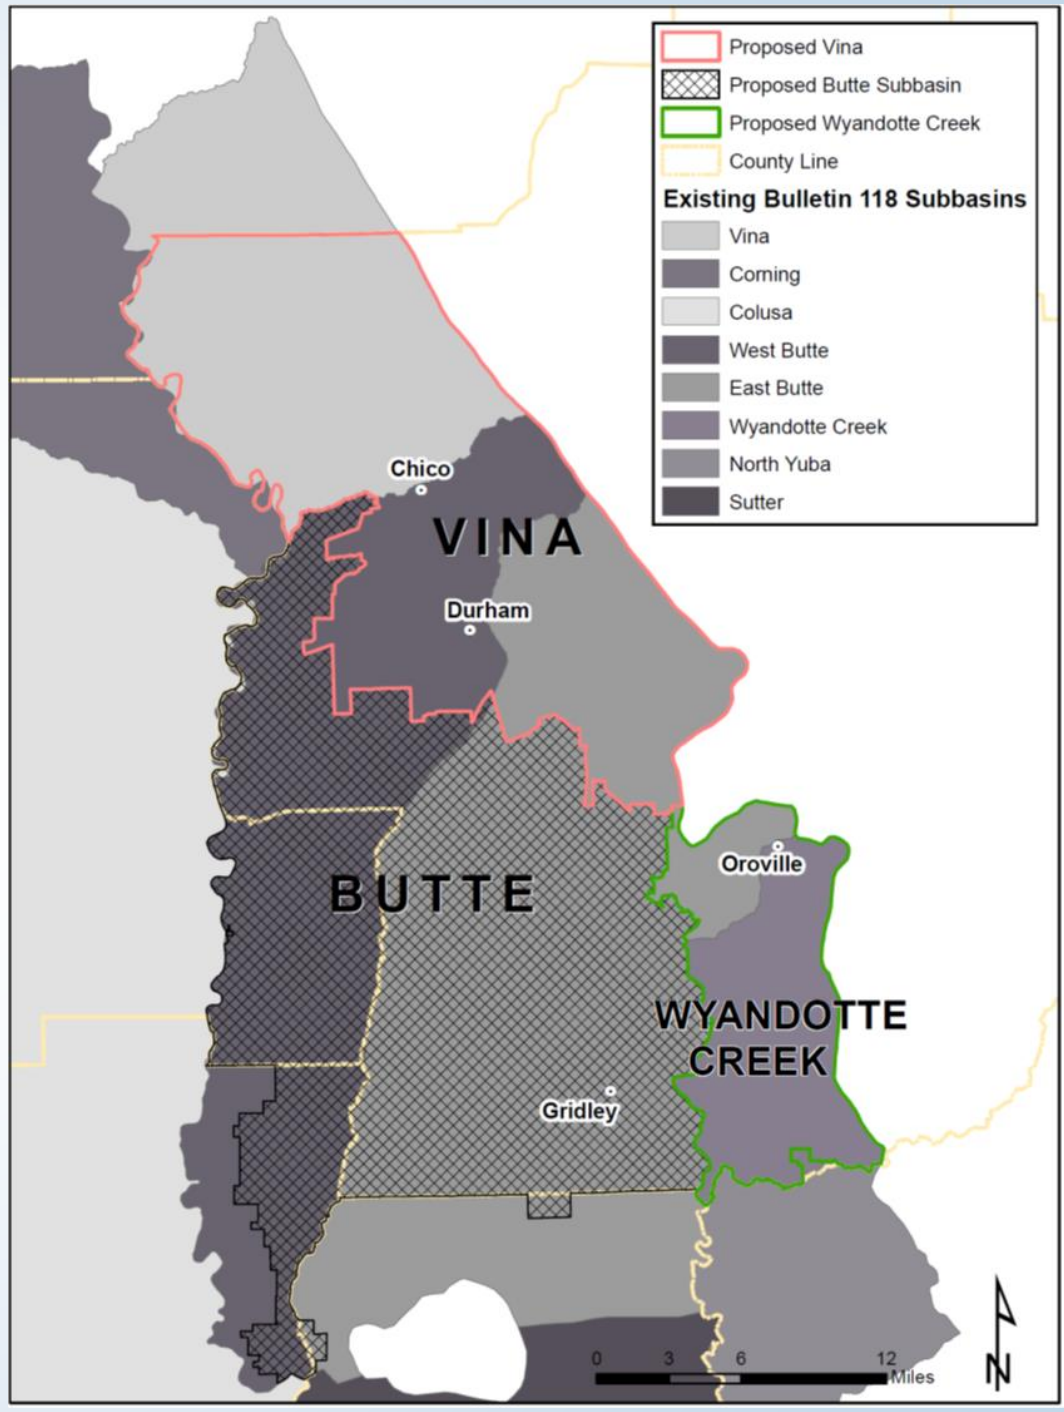 Proposed Vina
Proposed Butte Subbasin
Proposed Wyandotte Creek
County Line
Existing Bulletin 118 Subbasins
Vina
Corning
Colusa
West Butte
East Butte
Wyandotte Creek
North Yuba
Sutter
Chico
VINA
Durham
Oroville
BUTTE
WYANDOTTE
CREEK
Gridley
0 3 6 12
Miles
N